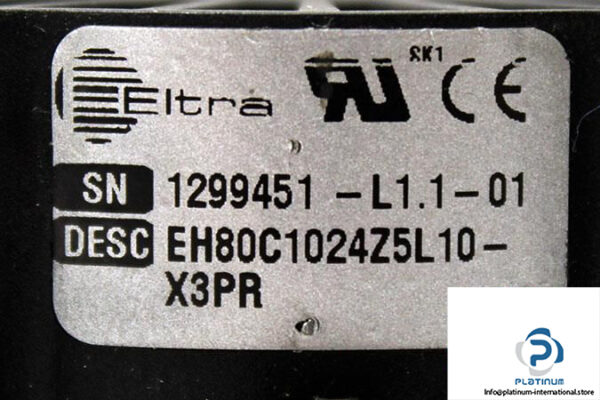 Eltra
SK1
CE
SN 1299451 -L1.1-01
DESC EH80C1024Z5L10-
X3PR
PLATINUM
Info@platinum-international.store